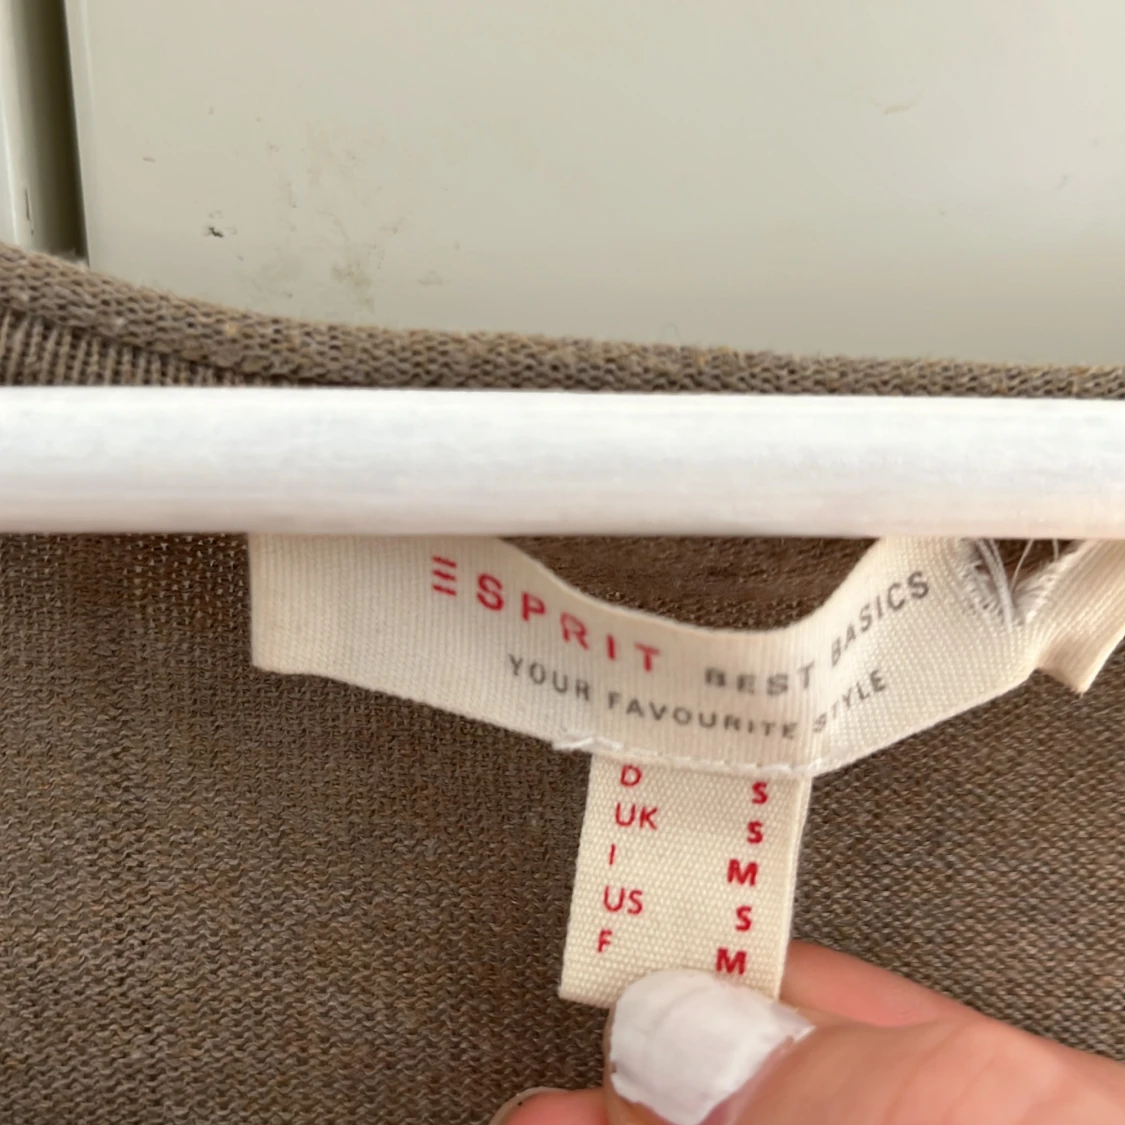 ESPRIT BEST BASICS
YOUR FAVOURITE STYLE
D S
UK S
I M
US S
F M